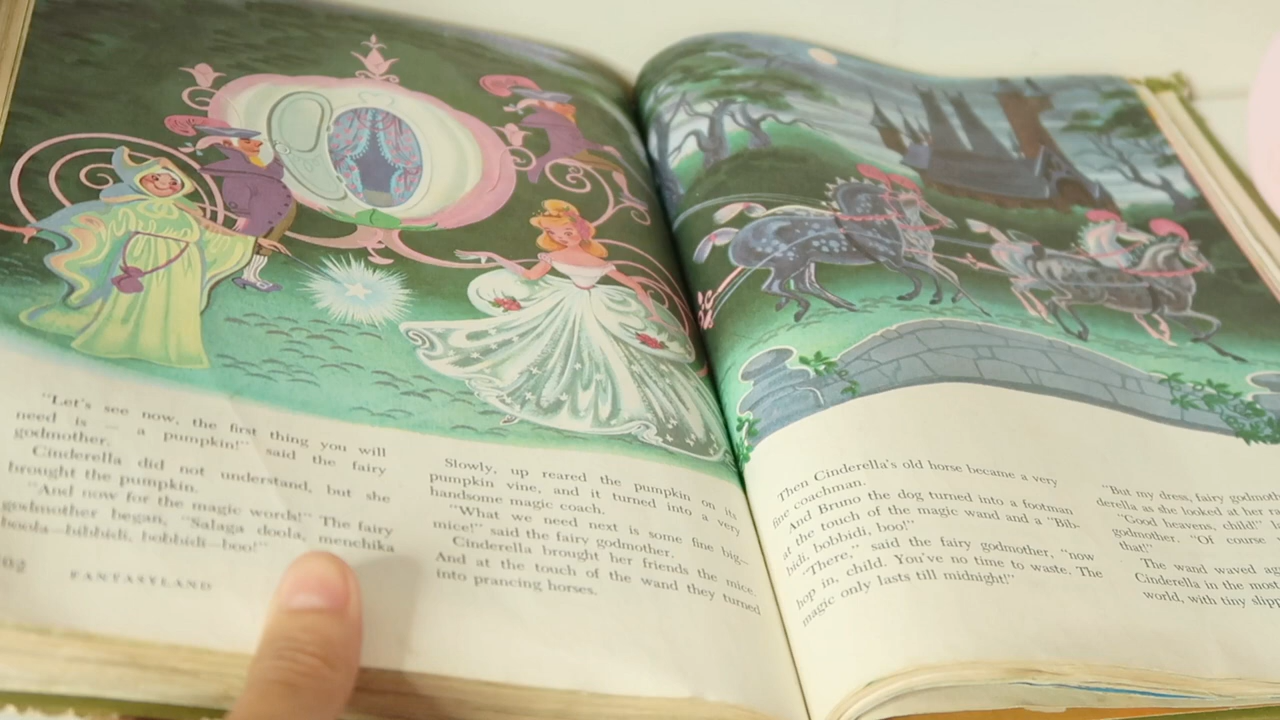 "Let's see now, the first thing you will
need is — a pumpkin!" said the fairy
godmother.
Cinderella did not understand, but she
brought the pumpkin.
"And now for the magic words!" The fairy
godmother began, "Salaga doola, menchika
boola—bibbidi, bobbidi—boo!"
FANTASYLAND
Slowly, up reared the pumpkin on its
pumpkin vine, and it turned into a very
handsome magic coach.
"What we need next is some fine big—
mice!" said the fairy godmother.
Cinderella brought her friends the mice.
And at the touch of the wand they turned
into prancing horses.
Then Cinderella's old horse became a very
fine coachman.
And Bruno the dog turned into a footman
at the touch of the magic wand and a "Bib-
bidi, bobbidi, boo!"
"There," said the fairy godmother, "now
hop in, child. You've no time to waste. The
magic only lasts till midnight!"
"But my dress, fairy
derella as she looked at her
"Good heavens, child!"
godmother. "Of course
that!"
The wand waved
Cinderella in the most
world, with tiny